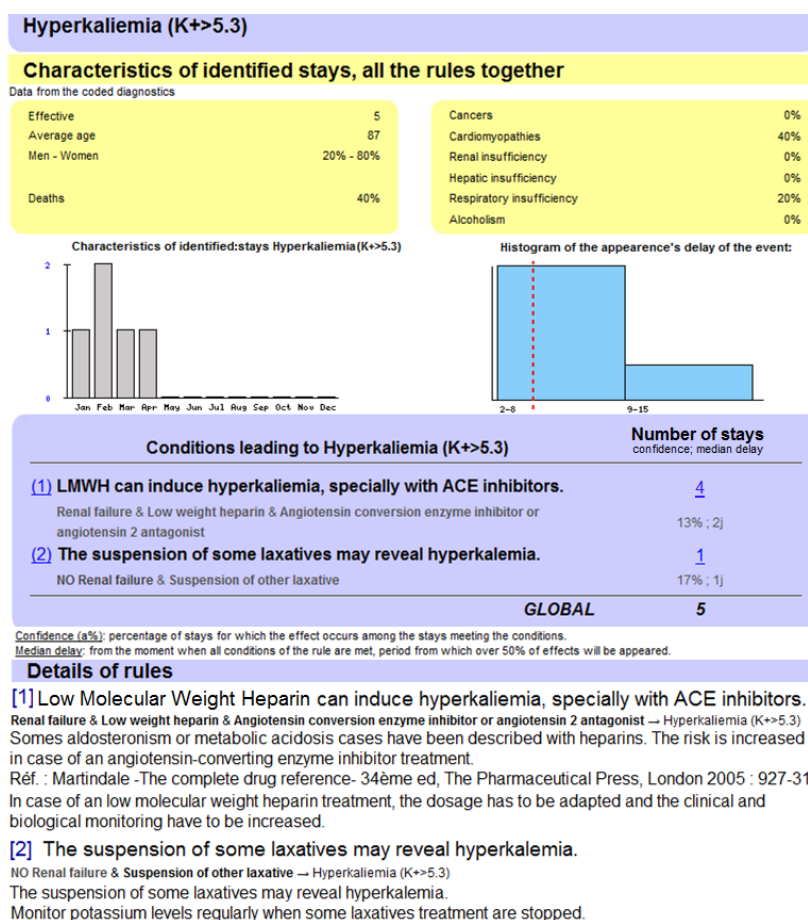 Hyperkaliemia (K+>5.3)
Characteristics of identified stays, all the rules together
Data from the coded diagnostics
Effective 5
Average age 87
Men - Women 20% - 80%
Deaths 40%
Cancers 0%
Cardiomyopathies 40%
Renal insufficiency 0%
Hepatic insufficiency 0%
Respiratory insufficiency 20%
Alcoholism 0%
Characteristics of identified:stays Hyperkaliemia(K+>5.3)
2
1
0
Jan Feb Mar Apr May Jun Jul Aug Sep Oct Nov Dec
Histogram of the appearence's delay of the event:
2-8 9-15
Conditions leading to Hyperkaliemia (K+>5.3) Number of stays
confidence; median delay
(1) LMWH can induce hyperkaliemia, specially with ACE inhibitors. 4
Renal failure & Low weight heparin & Angiotensin conversion enzyme inhibitor or
angiotensin 2 antagonist 13% ; 2j
(2) The suspension of some laxatives may reveal hyperkalemia. 1
NO Renal failure & Suspension of other laxative 17% ; 1j
GLOBAL 5
Confidence (a%): percentage of stays for which the effect occurs among the stays meeting the conditions.
Median delay: from the moment when all conditions of the rule are met, period from which over 50% of effects will be appeared.
Details of rules
[1] Low Molecular Weight Heparin can induce hyperkaliemia, specially with ACE inhibitors.
Renal failure & Low weight heparin & Angiotensin conversion enzyme inhibitor or angiotensin 2 antagonist → Hyperkaliemia (K+>5.3)
Somes aldosteronism or metabolic acidosis cases have been described with heparins. The risk is increased
in case of an angiotensin-converting enzyme inhibitor treatment.
Réf. : Martindale -The complete drug reference- 34ème ed, The Pharmaceutical Press, London 2005 : 927-31
In case of an low molecular weight heparin treatment, the dosage has to be adapted and the clinical and
biological monitoring have to be increased.
[2] The suspension of some laxatives may reveal hyperkalemia.
NO Renal failure & Suspension of other laxative → Hyperkaliemia (K+>5.3)
The suspension of some laxatives may reveal hyperkalemia.
Monitor potassium levels regularly when some laxatives treatment are stopped.